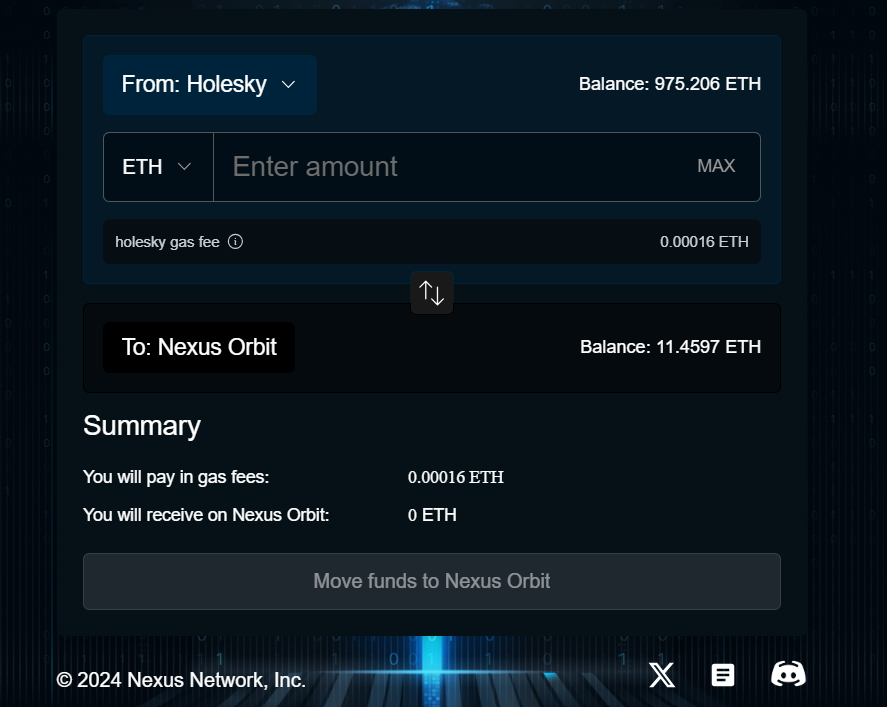 From: Holesky
Balance: 975.206 ETH
ETH
Enter amount
MAX
holesky gas fee
0.00016 ETH
To: Nexus Orbit
Balance: 11.4597 ETH
Summary
You will pay in gas fees:
0.00016 ETH
You will receive on Nexus Orbit:
0 ETH
Move funds to Nexus Orbit
© 2024 Nexus Network, Inc.